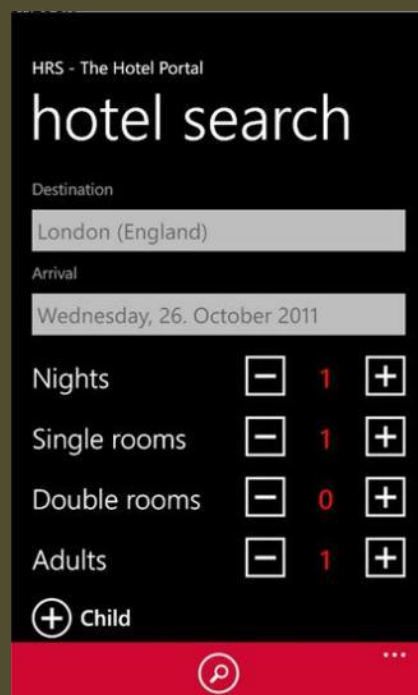 HRS - The Hotel Portal
hotel search
Destination
London (England)
Arrival
Wednesday, 26. October 2011
Nights 1
Single rooms 1
Double rooms 0
Adults 1
Child